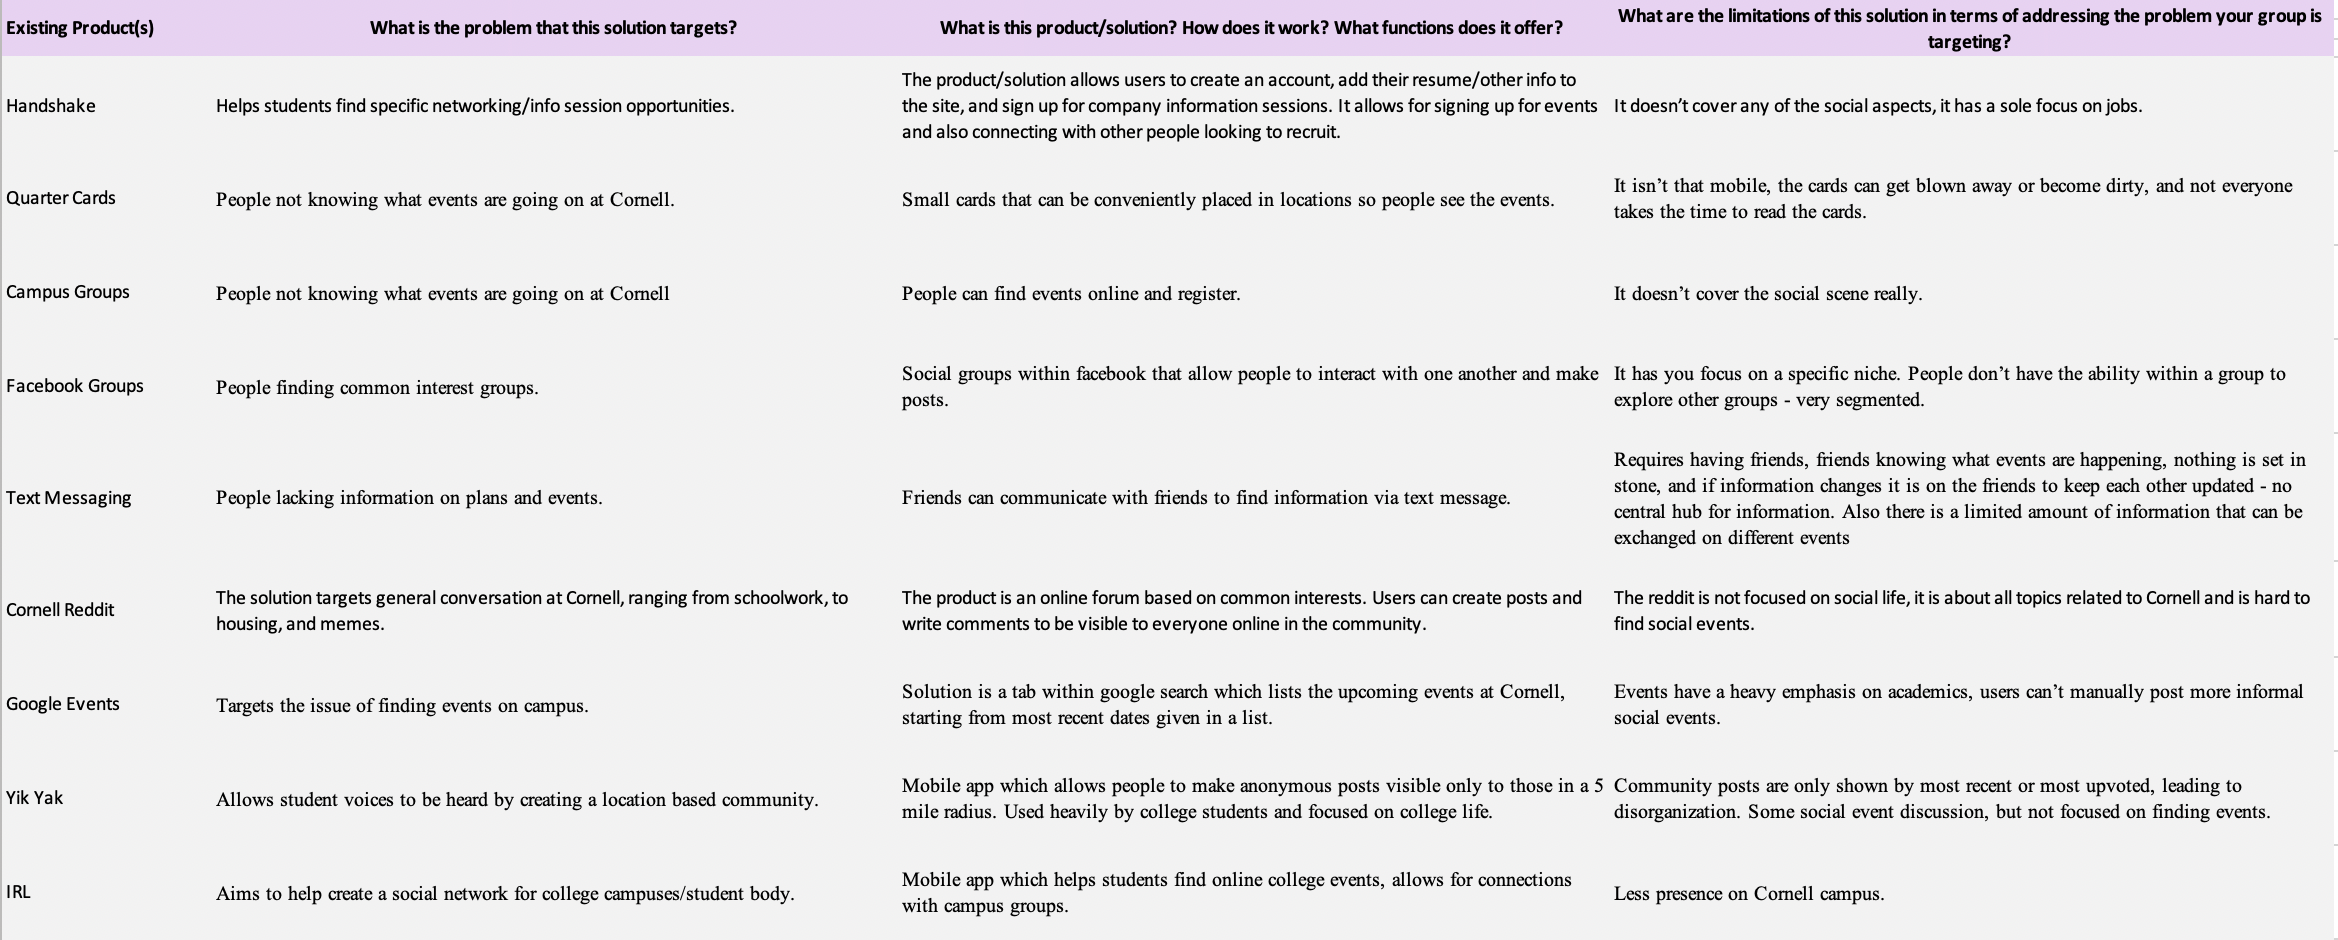 Existing Product(s)
What is the problem that this solution targets?
What is this product/solution? How does it work? What functions does it offer?
What are the limitations of this solution in terms of addressing the problem your group is
targeting?
Handshake
Helps students find specific networking/info session opportunities.
The product/solution allows users to create an account, add their resume/other info to
the site, and sign up for company information sessions. It allows for signing up for events
and also connecting with other people looking to recruit.
It doesn't cover any of the social aspects, it has a sole focus on jobs.
Quarter Cards
People not knowing what events are going on at Cornell.
Small cards that can be conveniently placed in locations so people see the events.
It isn't that mobile, the cards can get blown away or become dirty, and not everyone
takes the time to read the cards.
Campus Groups
People not knowing what events are going on at Cornell
People can find events online and register.
It doesn't cover the social scene really.
Facebook Groups
People finding common interest groups.
Social groups within facebook that allow people to interact with one another and make
posts.
It has you focus on a specific niche. People don't have the ability within a group to
explore other groups - very segmented.
Text Messaging
People lacking information on plans and events.
Friends can communicate with friends to find information via text message.
Requires having friends, friends knowing what events are happening, nothing is set in
stone, and if information changes it is on the friends to keep each other updated - no
central hub for information. Also there is a limited amount of information that can be
exchanged on different events
Cornell Reddit
The solution targets general conversation at Cornell, ranging from schoolwork, to
housing, and memes.
The product is an online forum based on common interests. Users can create posts and
write comments to be visible to everyone online in the community.
The reddit is not focused on social life, it is about all topics related to Cornell and is hard to
find social events.
Google Events
Targets the issue of finding events on campus.
Solution is a tab within google search which lists the upcoming events at Cornell,
starting from most recent dates given in a list.
Events have a heavy emphasis on academics, users can't manually post more informal
social events.
Yik Yak
Allows student voices to be heard by creating a location based community.
Mobile app which allows people to make anonymous posts visible only to those in a 5
mile radius. Used heavily by college students and focused on college life.
Community posts are only shown by most recent or most upvoted, leading to
disorganization. Some social event discussion, but not focused on finding events.
IRL
Aims to help create a social network for college campuses/student body.
Mobile app which helps students find online college events, allows for connections
with campus groups.
Less presence on Cornell campus.